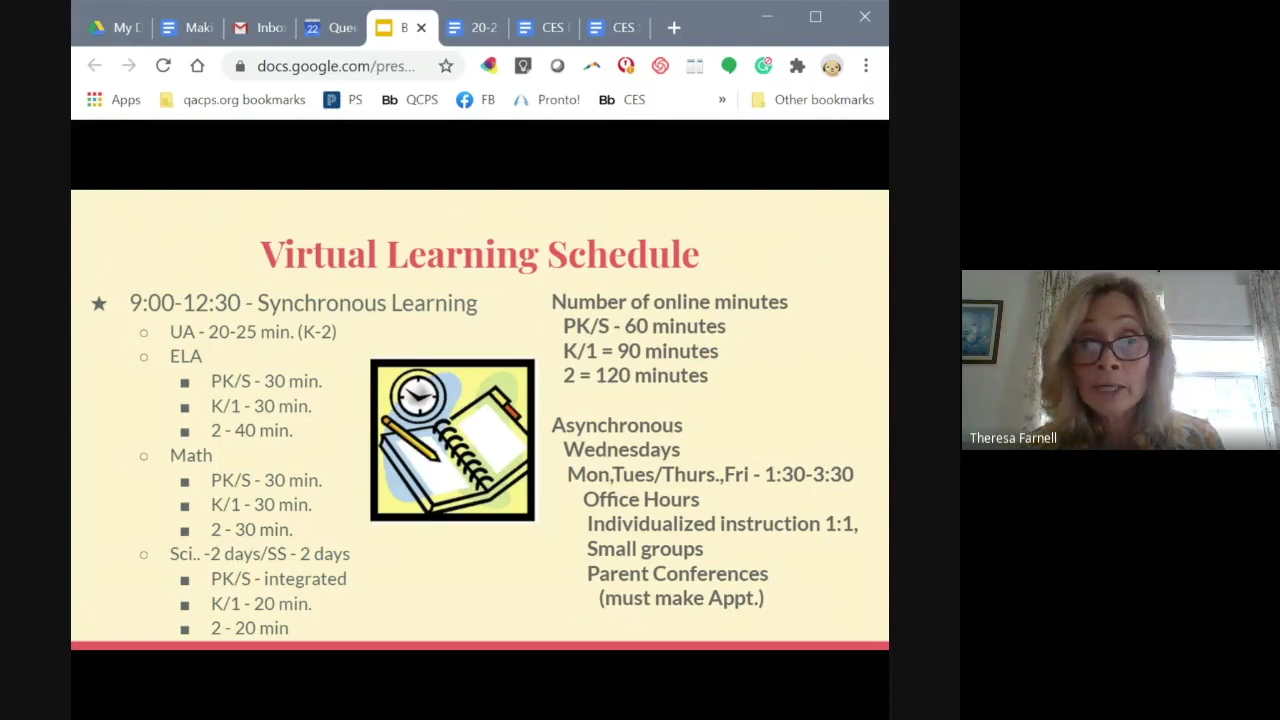 My D
Maki
Inbo
22
Quee
B
20-2
CES
CES
docs.google.com/pres...
Apps
qacps.org bookmarks
PS
Bb QCPS
FB
Pronto!
Bb CES
»
Other bookmarks
Virtual Learning Schedule
★ 9:00-12:30 - Synchronous Learning
○ UA - 20-25 min. (K-2)
○ ELA
■ PK/S - 30 min.
■ K/1 - 30 min.
■ 2 - 40 min.
○ Math
■ PK/S - 30 min.
■ K/1 - 30 min.
■ 2 - 30 min.
○ Sci.. -2 days/SS - 2 days
■ PK/S - integrated
■ K/1 - 20 min.
■ 2 - 20 min
Number of online minutes
PK/S - 60 minutes
K/1 = 90 minutes
2 = 120 minutes
Asynchronous
Wednesdays
Mon,Tues/Thurs.,Fri - 1:30-3:30
Office Hours
Individualized instruction 1:1,
Small groups
Parent Conferences
(must make Appt.)
Theresa Farnell